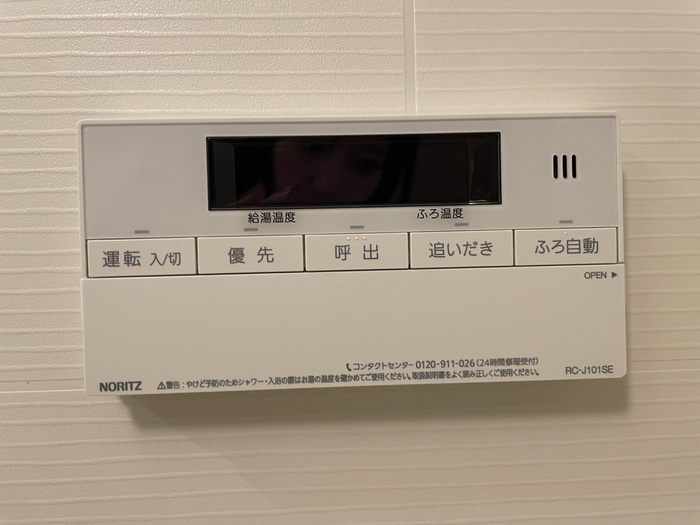 給湯温度 ふろ温度
運転 入/切 優先 呼出 追いだき ふろ自動
OPEN ▶
コンタクトセンター 0120-911-026(24時間修理受付)
NORITZ ⚠警告:やけど予防のためシャワー・入浴の際はお湯の温度を確かめてご使用ください。取扱説明書をよく読み正しくご使用ください。 RC-J101SE